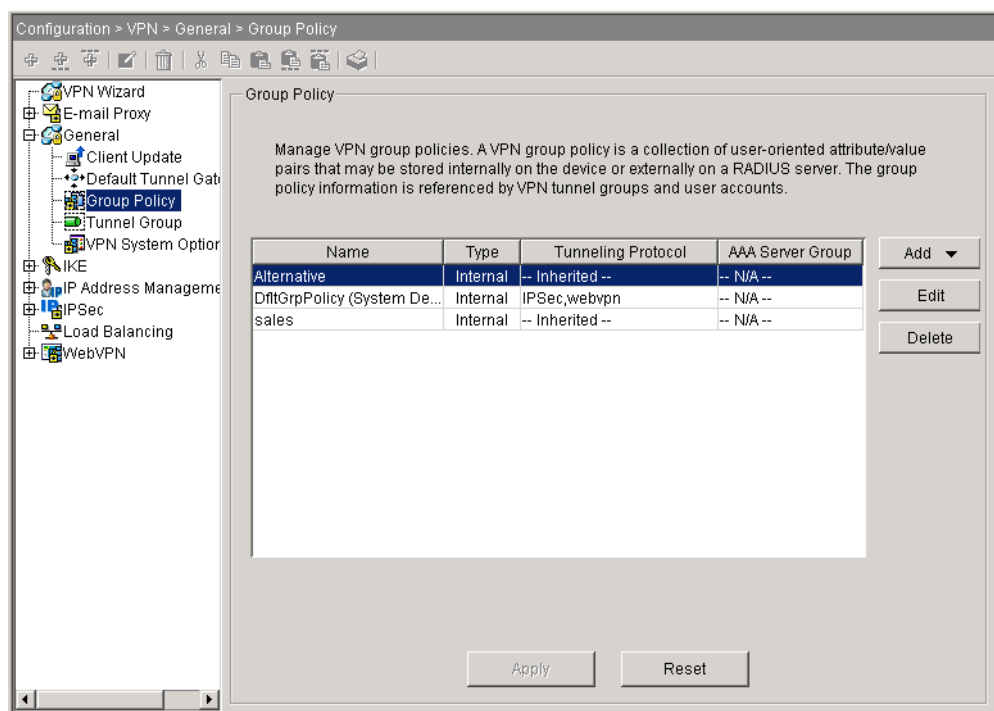 Configuration > VPN > General > Group Policy
VPN Wizard
E-mail Proxy
General
Client Update
Default Tunnel Gat
Group Policy
Tunnel Group
VPN System Option
IKE
IP Address Manageme
IPSec
Load Balancing
WebVPN
Group Policy
Manage VPN group policies. A VPN group policy is a collection of user-oriented attribute/value
pairs that may be stored internally on the device or externally on a RADIUS server. The group
policy information is referenced by VPN tunnel groups and user accounts.
Name Type Tunneling Protocol AAA Server Group
Alternative Internal -- Inherited -- -- N/A --
DfltGrpPolicy (System De... Internal IPSec,webvpn -- N/A --
sales Internal -- Inherited -- -- N/A --
Add
Edit
Delete
Apply Reset